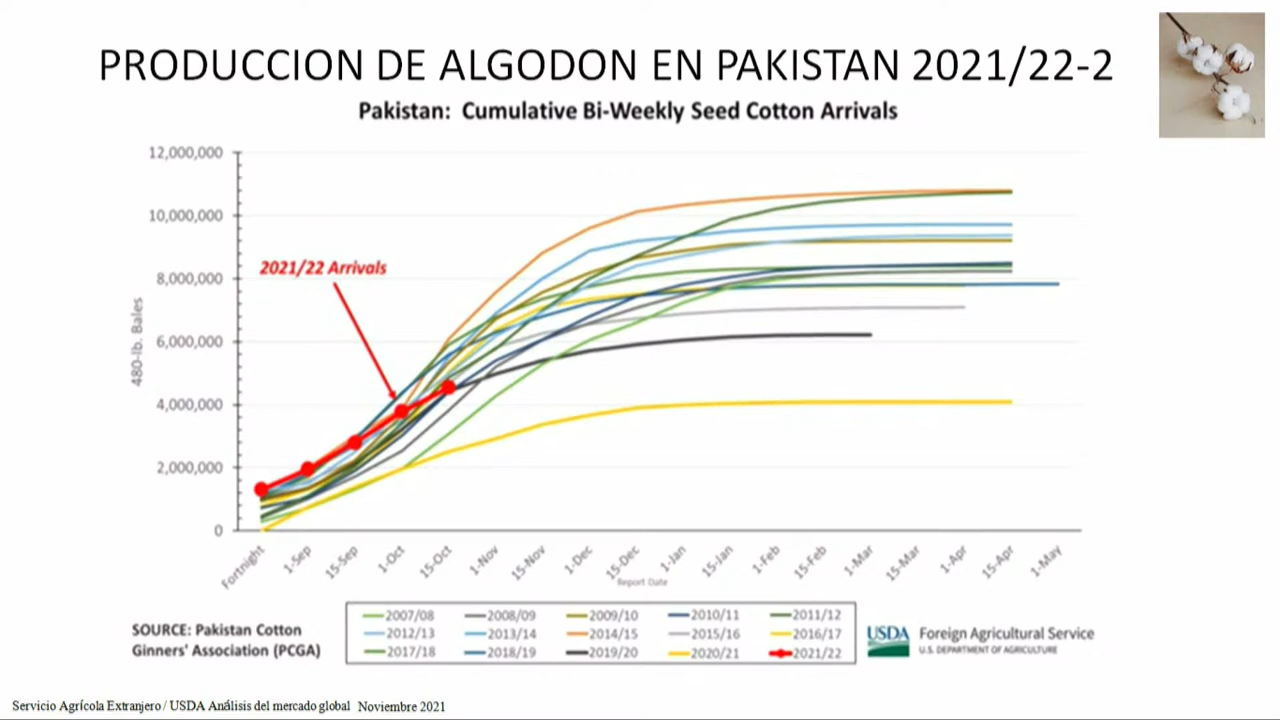 PRODUCCION DE ALGODON EN PAKISTAN 2021/22-2
Pakistan: Cumulative Bi-Weekly Seed Cotton Arrivals
12,000,000
10,000,000
8,000,000
6,000,000
4,000,000
2,000,000
0
480-lb. Bales
2021/22 Arrivals
Fortnight
1-Sep
15-Sep
1-Oct
15-Oct
1-Nov
15-Nov
1-Dec
15-Dec
1-Jan
15-Jan
1-Feb
15-Feb
1-Mar
15-Mar
1-Apr
15-Apr
1-May
Report Date
SOURCE: Pakistan Cotton
Ginners' Association (PCGA)
2007/08 2008/09 2009/10 2010/11 2011/12
2012/13 2013/14 2014/15 2015/16 2016/17
2017/18 2018/19 2019/20 2020/21 2021/22
USDA Foreign Agricultural Service
U.S. DEPARTMENT OF AGRICULTURE
Servicio Agrícola Extranjero / USDA Análisis del mercado global Noviembre 2021